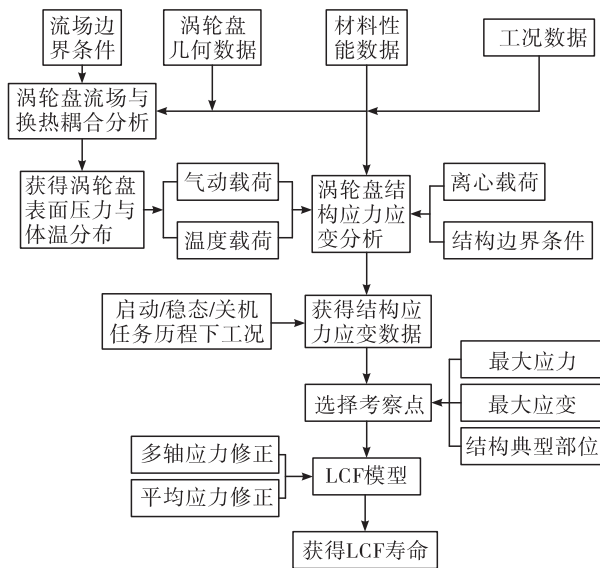 流场边
界条件
涡轮盘
几何数据
材料性
能数据
工况数据
涡轮盘流场与
换热耦合分析
获得涡轮盘
表面压力与
体温分布
气动载荷
温度载荷
涡轮盘结
构应力应
变分析
离心载荷
结构边界条件
启动/稳态/关机
任务历程下工况
获得结构应
力应变数据
选择考察点
最大应力
最大应变
结构典型部位
多轴应力修正
平均应力修正
LCF模型
获得LCF寿命